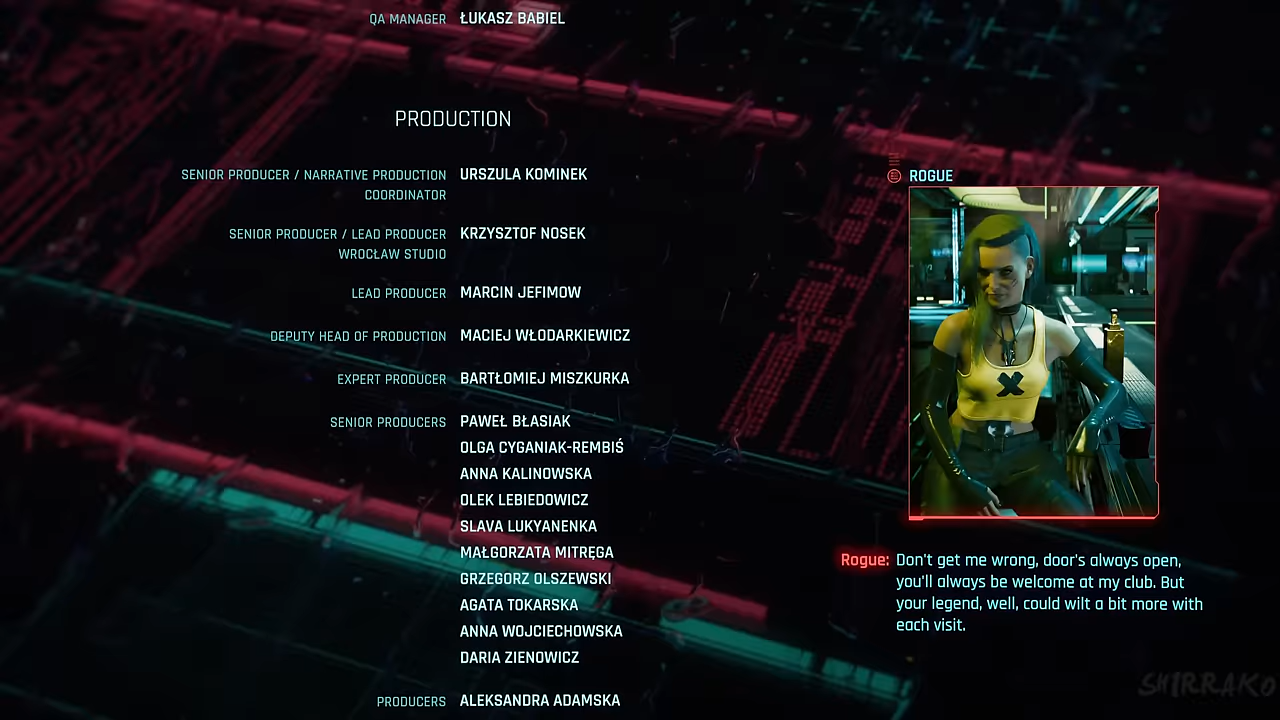 QA MANAGER ŁUKASZ BABIEL
PRODUCTION
SENIOR PRODUCER / NARRATIVE PRODUCTION URSZULA KOMINEK
COORDINATOR
SENIOR PRODUCER / LEAD PRODUCER KRZYSZTOF NOSEK
WROCŁAW STUDIO
LEAD PRODUCER MARCIN JEFIMOW
DEPUTY HEAD OF PRODUCTION MACIEJ WŁODARKIEWICZ
EXPERT PRODUCER BARTŁOMIEJ MISZKURKA
SENIOR PRODUCERS PAWEŁ BŁASIAK
OLGA CYGANIAK-REMBIŚ
ANNA KALINOWSKA
OLEK LEBIEDOWICZ
SLAVA LUKYANENKA
MAŁGORZATA MITRĘGA
GRZEGORZ OLSZEWSKI
AGATA TOKARSKA
ANNA WOJCIECHOWSKA
DARIA ZIENOWICZ
PRODUCERS ALEKSANDRA ADAMSKA
ROGUE
Rogue: Don't get me wrong, door's always open,
you'll always be welcome at my club. But
your legend, well, could wilt a bit more with
each visit.
SHIRRAKO